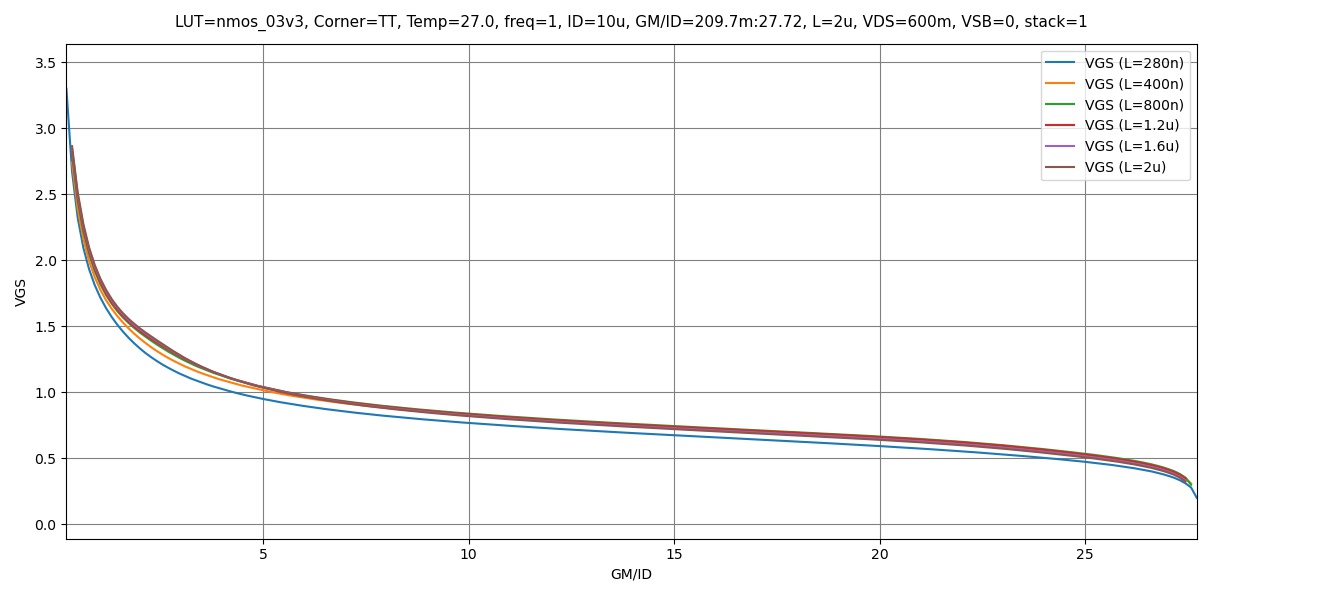 LUT=nmos_03v3, Corner=TT, Temp=27.0, freq=1, ID=10u, GM/ID=209.7m:27.72, L=2u, VDS=600m, VSB=0, stack=1
VGS (L=280n)
VGS (L=400n)
VGS (L=800n)
VGS (L=1.2u)
VGS (L=1.6u)
VGS (L=2u)
3.5
3.0
2.5
2.0
1.5
1.0
0.5
0.0
VGS
5
10
15
20
25
GM/ID